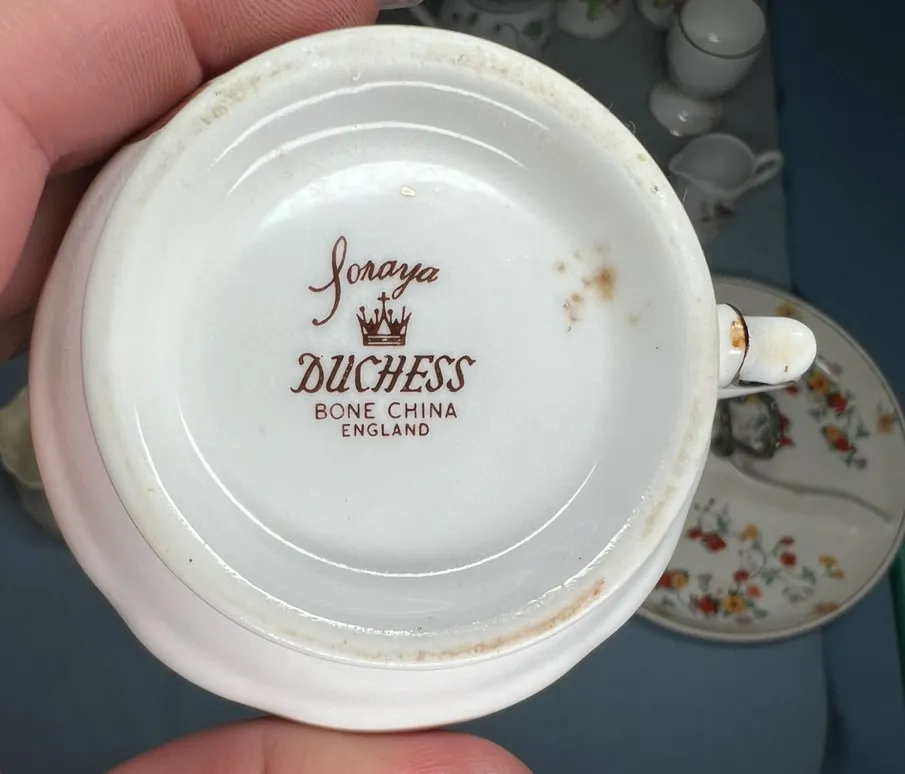 Soraya
DUCHESS
BONE CHINA
ENGLAND